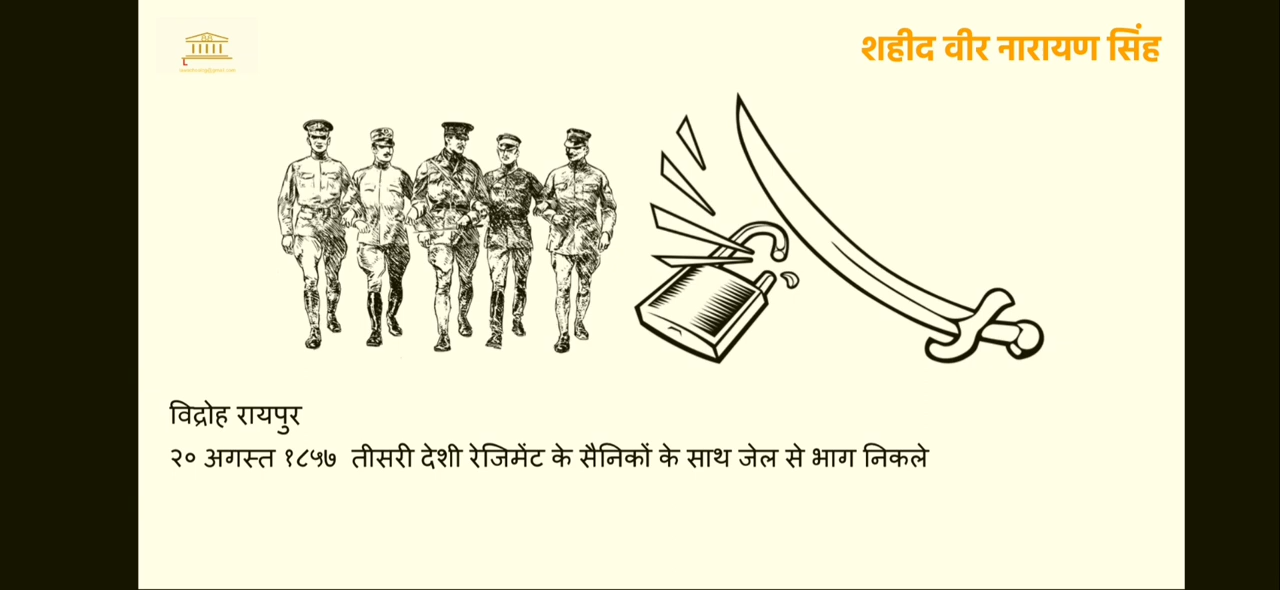 शहीद वीर नारायण सिंह
विद्रोह रायपुर
२० अगस्त १८५७ तीसरी देशी रेजिमेंट के सैनिकों के साथ जेल से भाग निकले